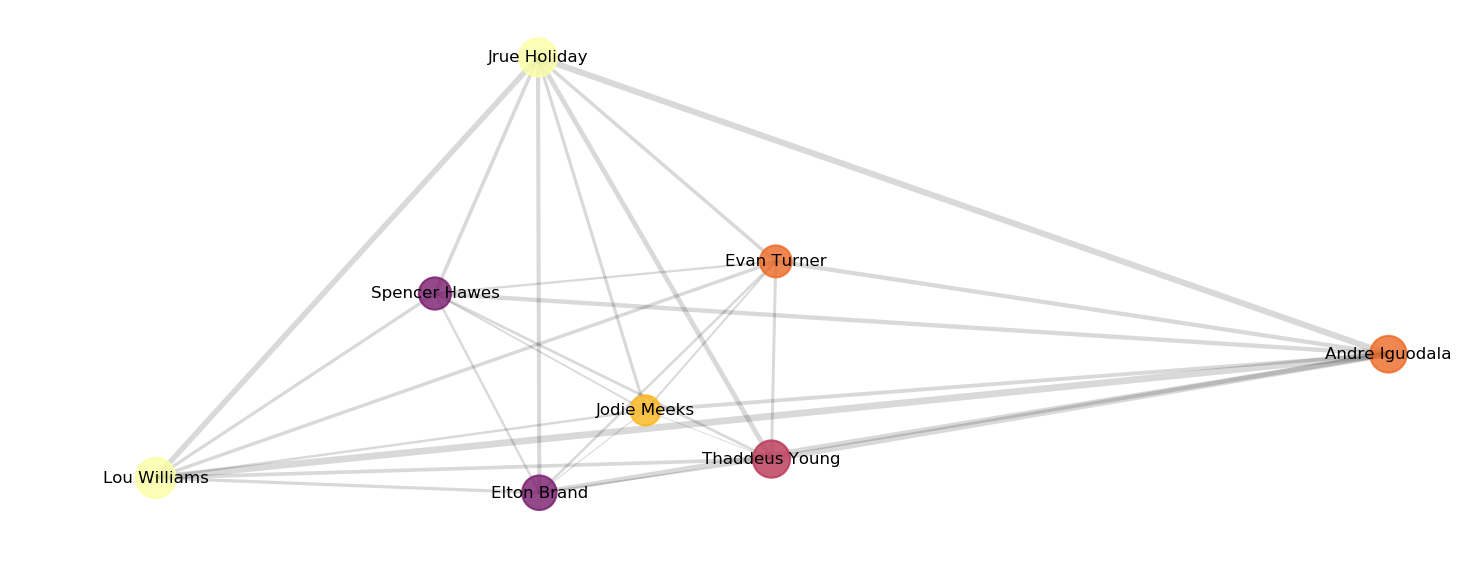 Jrue Holiday
Evan Turner
Spencer Hawes
Andre Iguodala
Jodie Meeks
Thaddeus Young
Lou Williams
Elton Brand